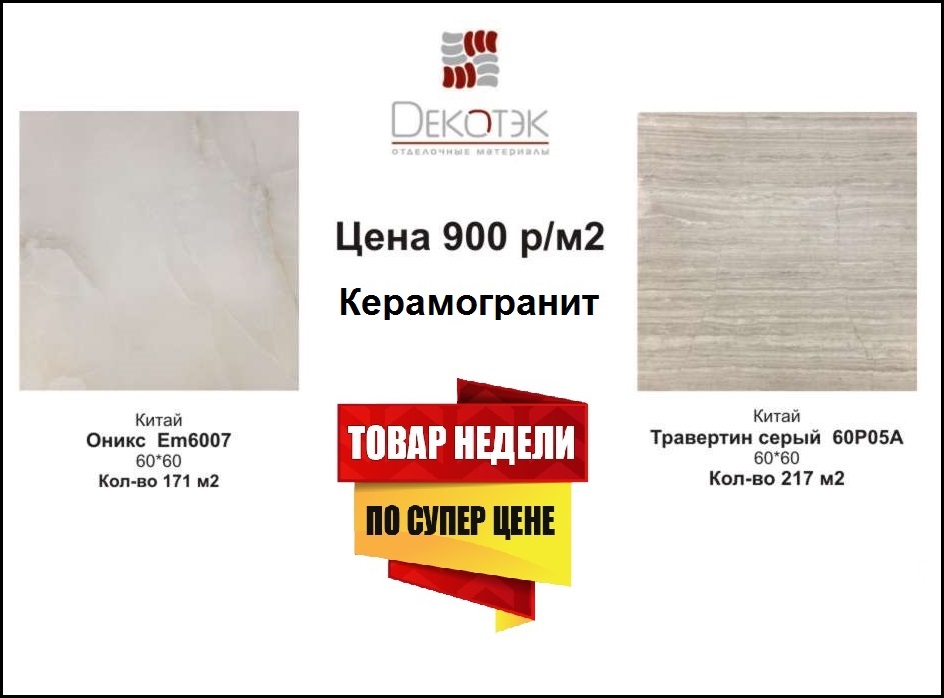 Декотэк
отделочные материалы
Цена 900 р/м2
Керамогранит
Китай
Оникс Em6007
60*60
Кол-во 171 м2
ТОВАР НЕДЕЛИ
ПО СУПЕР ЦЕНЕ
Китай
Травертин серый 60P05A
60*60
Кол-во 217 м2